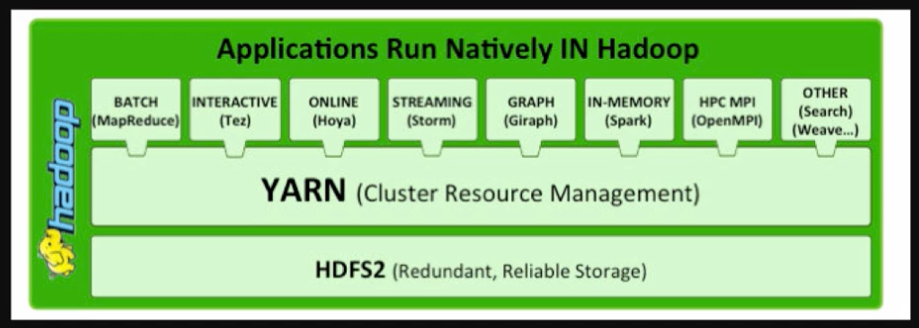 Applications Run Natively IN Hadoop
hadoop
BATCH
(MapReduce)
INTERACTIVE
(Tez)
ONLINE
(Hoya)
STREAMING
(Storm)
GRAPH
(Giraph)
IN-MEMORY
(Spark)
HPC MPI
(OpenMPI)
OTHER
(Search)
(Weave...)
YARN (Cluster Resource Management)
HDFS2 (Redundant, Reliable Storage)